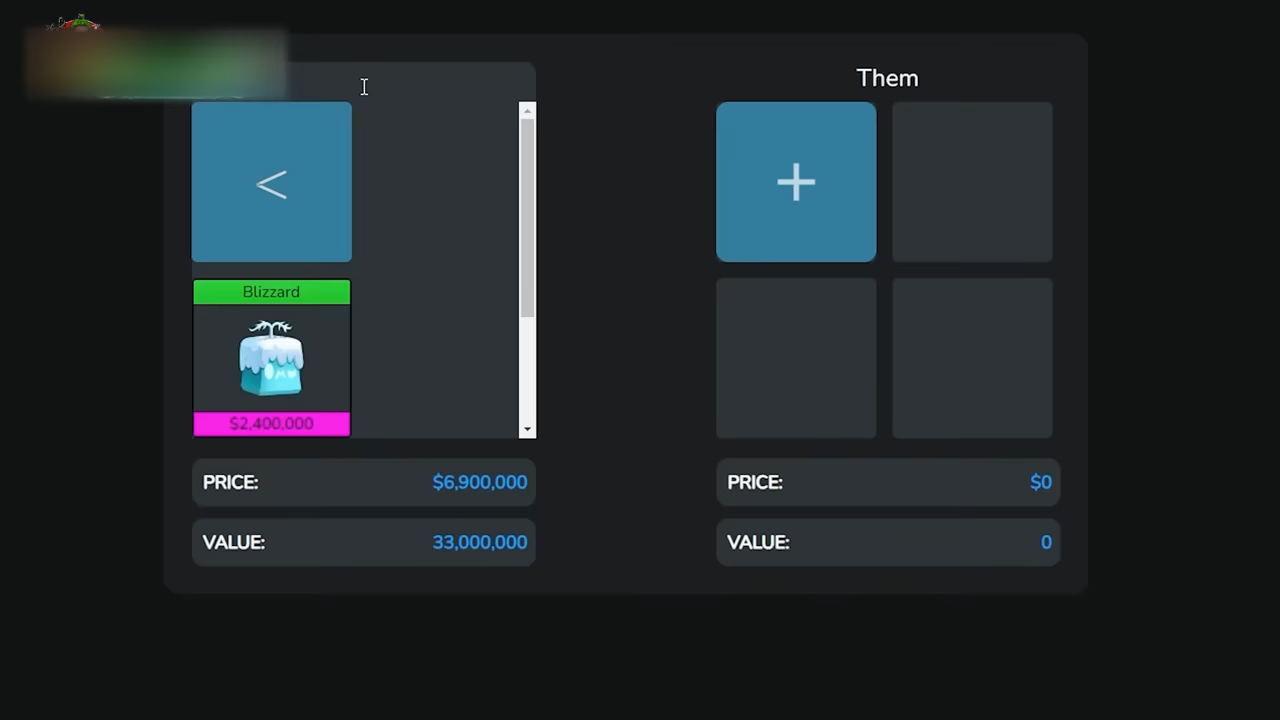 Them
<
+
Blizzard
$2,400,000
PRICE: $6,900,000
VALUE: 33,000,000
PRICE: $0
VALUE: 0